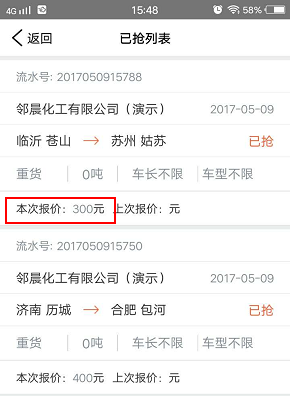 4G 15:48 58%
返回 已抢列表
流水号: 2017050915788
邻晨化工有限公司（演示） 2017-05-09
临沂 苍山 苏州 姑苏 已抢
重货 0吨 车长不限 车型不限
本次报价：300元 上次报价：元
流水号: 2017050915750
邻晨化工有限公司（演示） 2017-05-09
济南 历城 合肥 包河 已抢
重货 0吨 车长不限 车型不限
本次报价：400元 上次报价：元